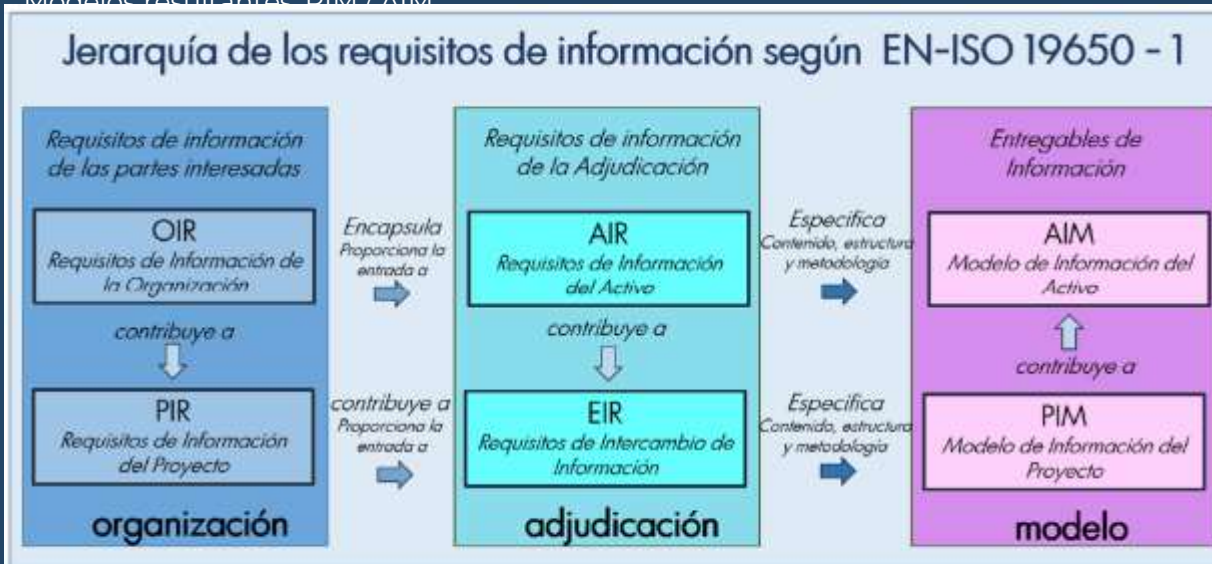 Modelos resultantes PIM / AIM
Jerarquía de los requisitos de información según EN-ISO 19650 - 1
Requisitos de información
de las partes interesadas
OIR
Requisitos de Información de
la Organización
contribuye a
PIR
Requisitos de Información
del Proyecto
organización
Encapsula
Proporciona la
entrada a
contribuye a
Proporciona la
entrada a
Requisitos de información
de la Adjudicación
AIR
Requisitos de Información
del Activo
contribuye a
EIR
Requisitos de Intercambio de
Información
adjudicación
Especifica
Contenido, estructura
y metodología
Especifica
Contenido, estructura
y metodología
Entregables de
Información
AIM
Modelo de Información del
Activo
contribuye a
PIM
Modelo de Información del
Proyecto
modelo